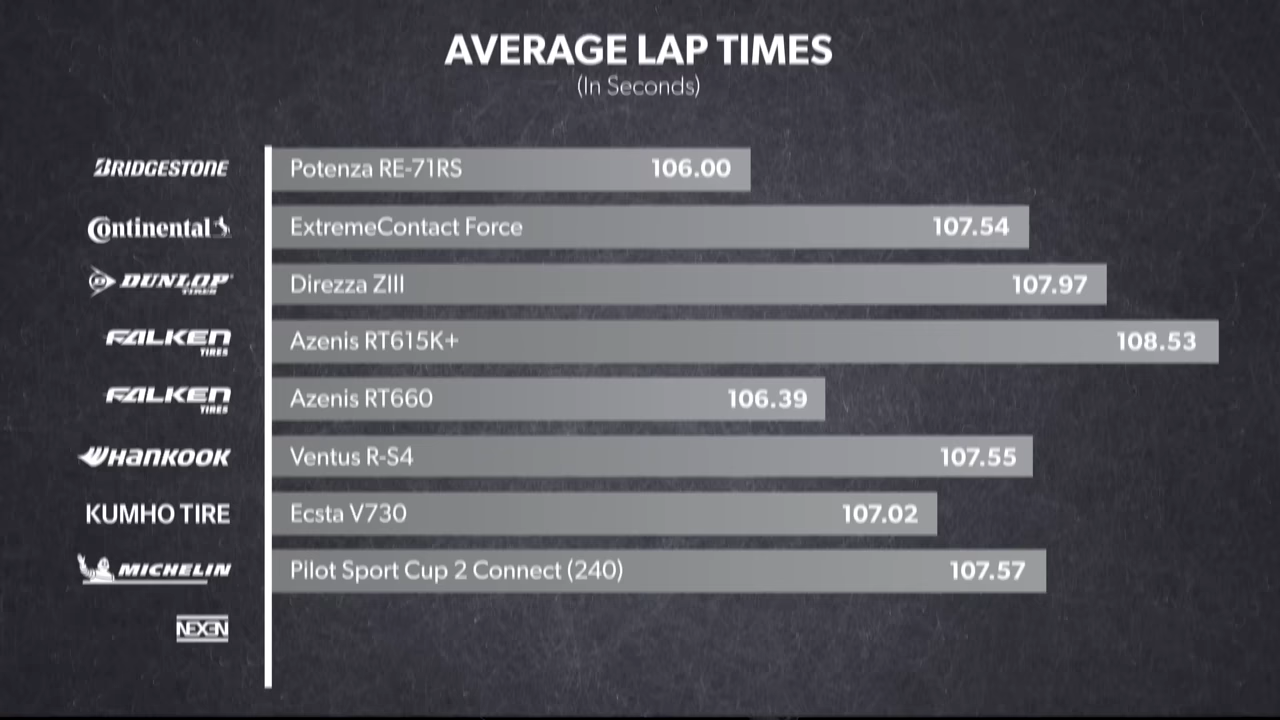 AVERAGE LAP TIMES
(In Seconds)
BRIDGESTONE Potenza RE-71RS 106.00
Continental ExtremeContact Force 107.54
DUNLOP TIRES Direzza ZIII 107.97
FALKEN TIRES Azenis RT615K+ 108.53
FALKEN TIRES Azenis RT660 106.39
HANKOOK Ventus R-S4 107.55
KUMHO TIRE Ecsta V730 107.02
MICHELIN Pilot Sport Cup 2 Connect (240) 107.57
NEXEN